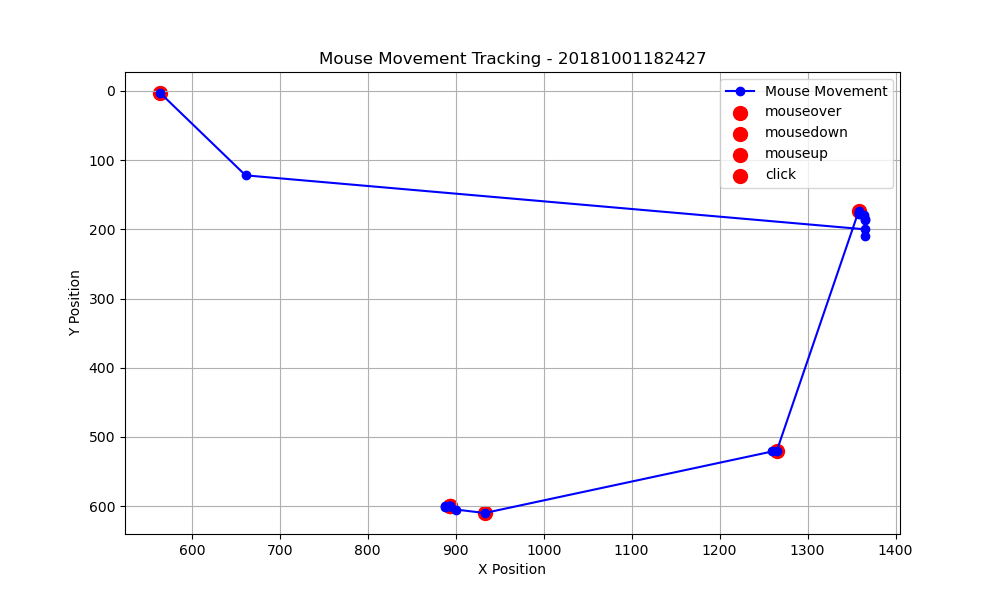 Mouse Movement Tracking - 20181001182427
Mouse Movement
mouseover
mousedown
mouseup
click
0
100
200
300
400
500
600
Y Position
600 700 800 900 1000 1100 1200 1300 1400
X Position